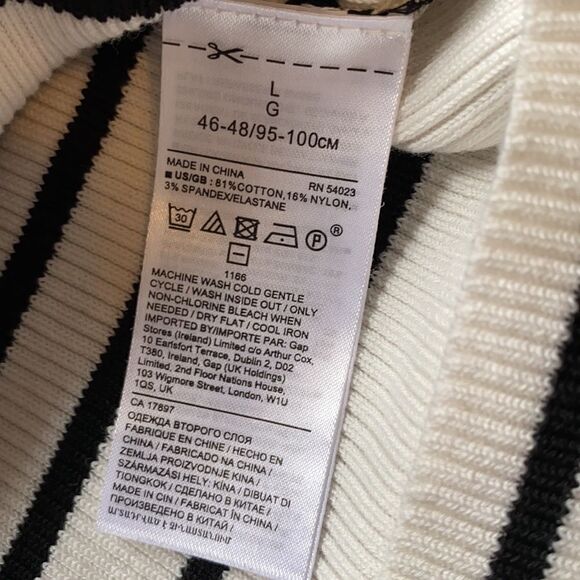 L
G
46-48/95-100CM
MADE IN CHINA RN 54023
■ US/GB : 81%COTTON,16% NYLON,
3% SPANDEX/ELASTANE
30 P ®
1166
MACHINE WASH COLD GENTLE
CYCLE / WASH INSIDE OUT / ONLY
NON-CHLORINE BLEACH WHEN
NEEDED / DRY FLAT / COOL IRON
IMPORTED BY/IMPORTE PAR: Gap
Stores (Ireland) Limited c/o Arthur Cox,
10 Earlsfort Terrace, Dublin 2, D02
T380, Ireland, Gap (UK Holdings)
Limited, 2nd Floor Nations House,
103 Wigmore Street, London, W1U
1QS, UK
CA 17897
ОДЕЖДА ВТОРОГО СЛОЯ
FABRIQUE EN CHINE / HECHO EN
CHINA / FABRICADO NA CHINA /
ZEMLJA PROIZVODNJE KINA /
SZÁRMAZÁSI HELY: KÍNA / DIBUAT DI
TIONGKOK / СДЕЛАНО В КИТАЕ /
MADE IN CIN / FABRICAT ÎN CHINA /
ПРОИЗВЕДЕНО В КИТАЙ /